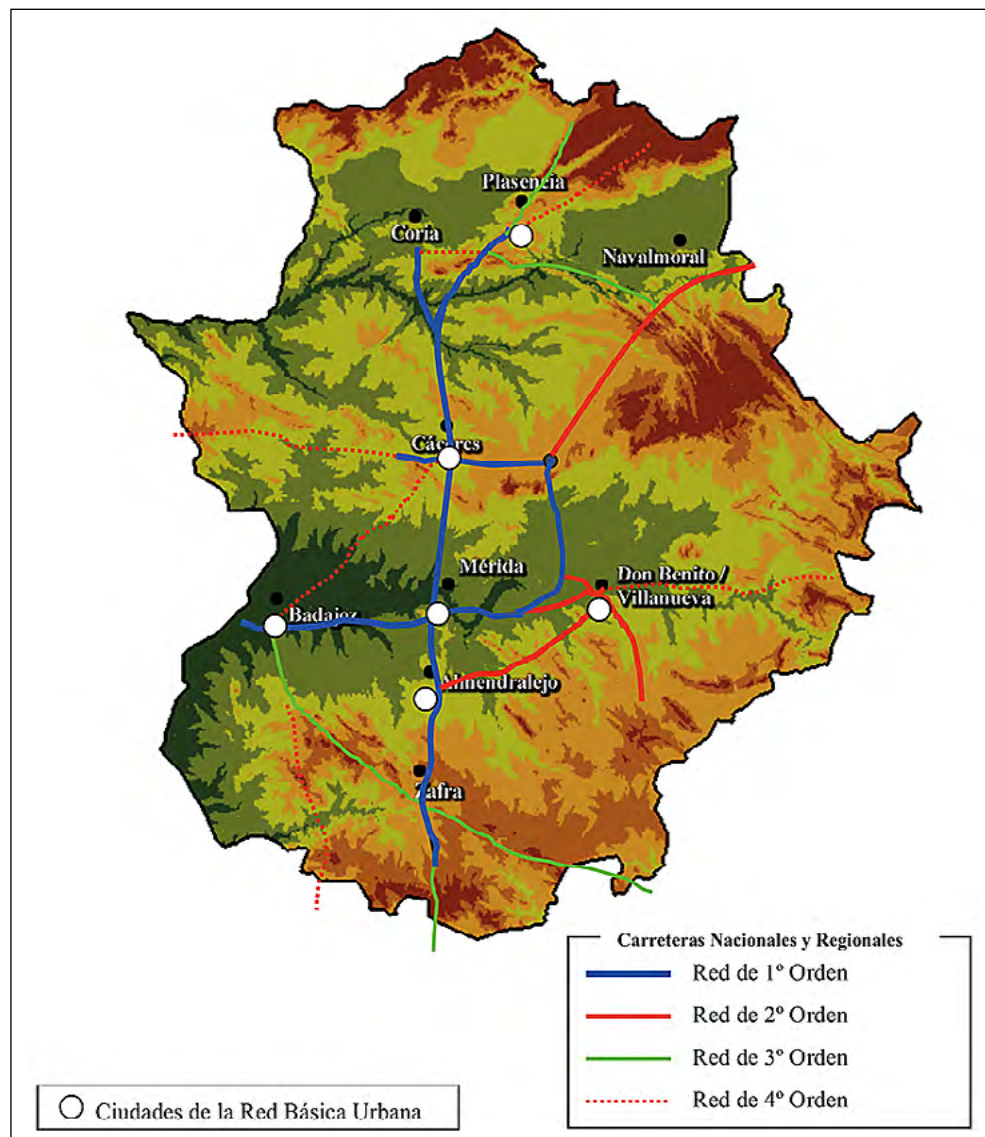 Plasencia
Coria
Navalmoral
Cáceres
Mérida
Don Benito /
Villanueva
Badajoz
Almendralejo
Zafra
Carreteras Nacionales y Regionales
Red de 1º Orden
Red de 2º Orden
Red de 3º Orden
Red de 4º Orden
Ciudades de la Red Básica Urbana